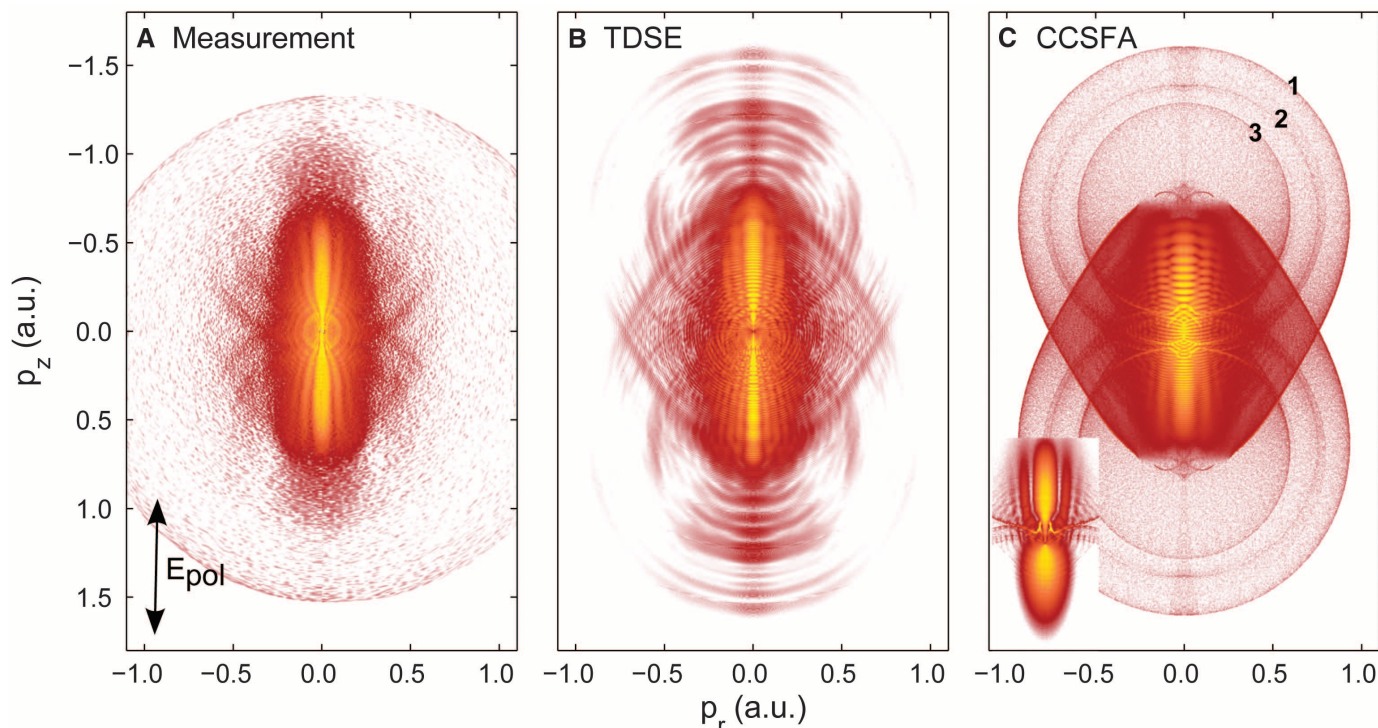 A Measurement
B TDSE
C CCSFA
1
2
3
−1.5
−1.0
−0.5
0.0
0.5
1.0
1.5
p_z (a.u.)
E_pol
−1.0 −0.5 0.0 0.5 1.0
−1.0 −0.5 0.0 0.5 1.0
−1.0 −0.5 0.0 0.5 1.0
p_r (a.u.)